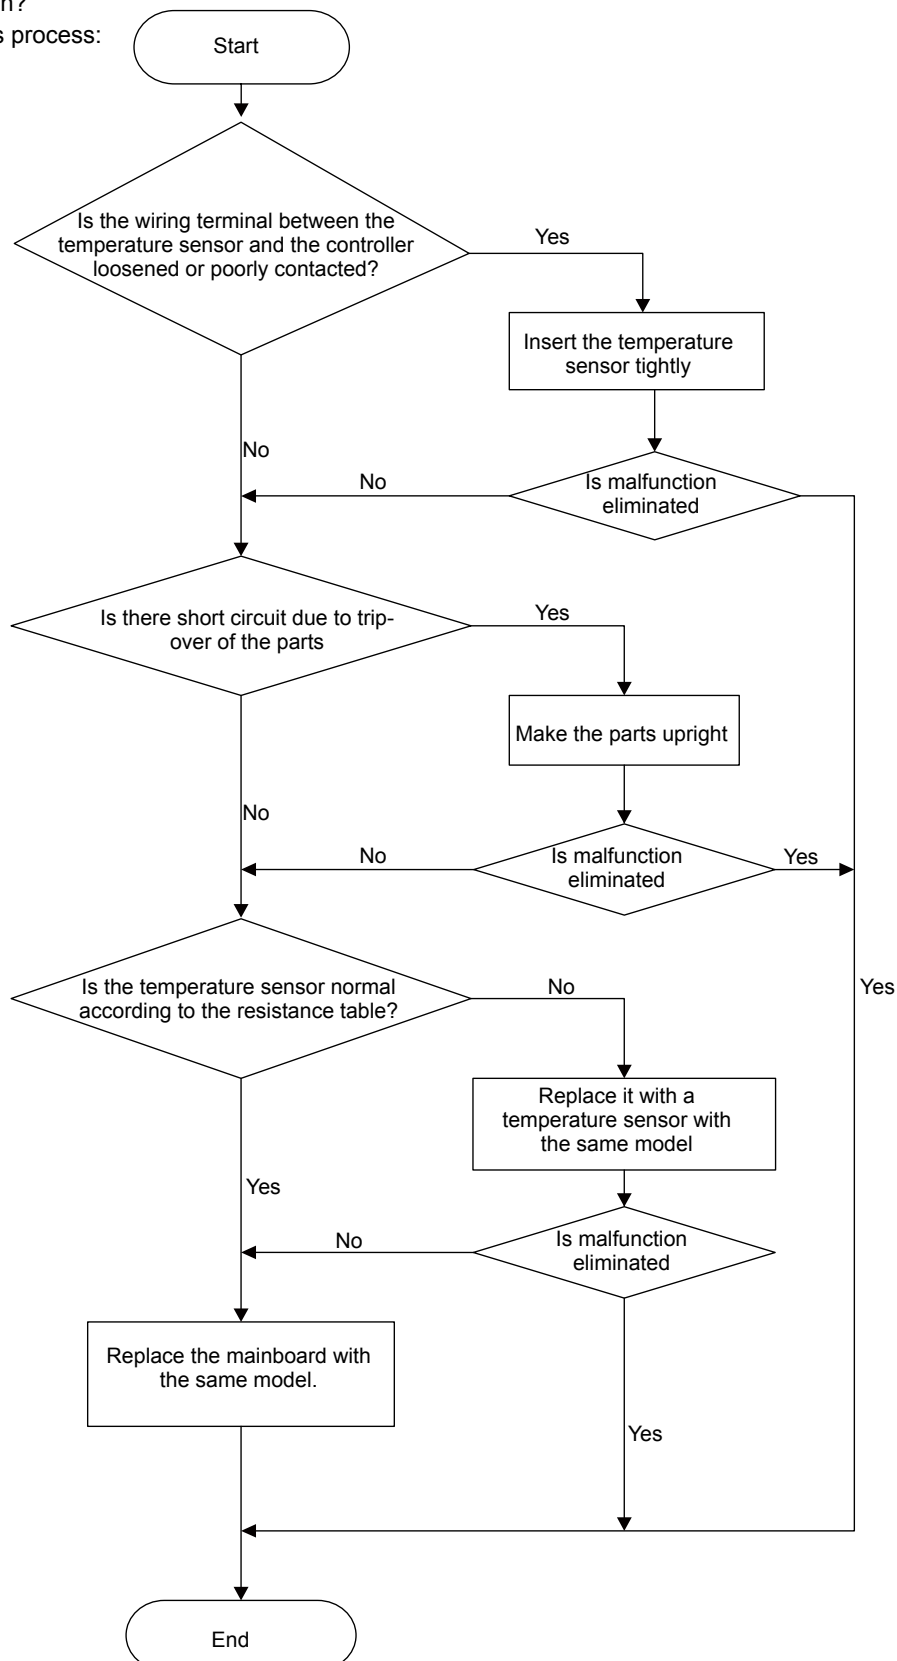 s process:
Start
Is the wiring terminal between the
temperature sensor and the controller
loosened or poorly contacted?
Yes
Insert the temperature
sensor tightly
No
No
Is malfunction
eliminated
Is there short circuit due to trip-
over of the parts
Yes
Make the parts upright
No
No
Is malfunction
eliminated
Yes
Is the temperature sensor normal
according to the resistance table?
No
Yes
Replace it with a
temperature sensor with
the same model
Yes
No
Is malfunction
eliminated
Replace the mainboard with
the same model.
Yes
End